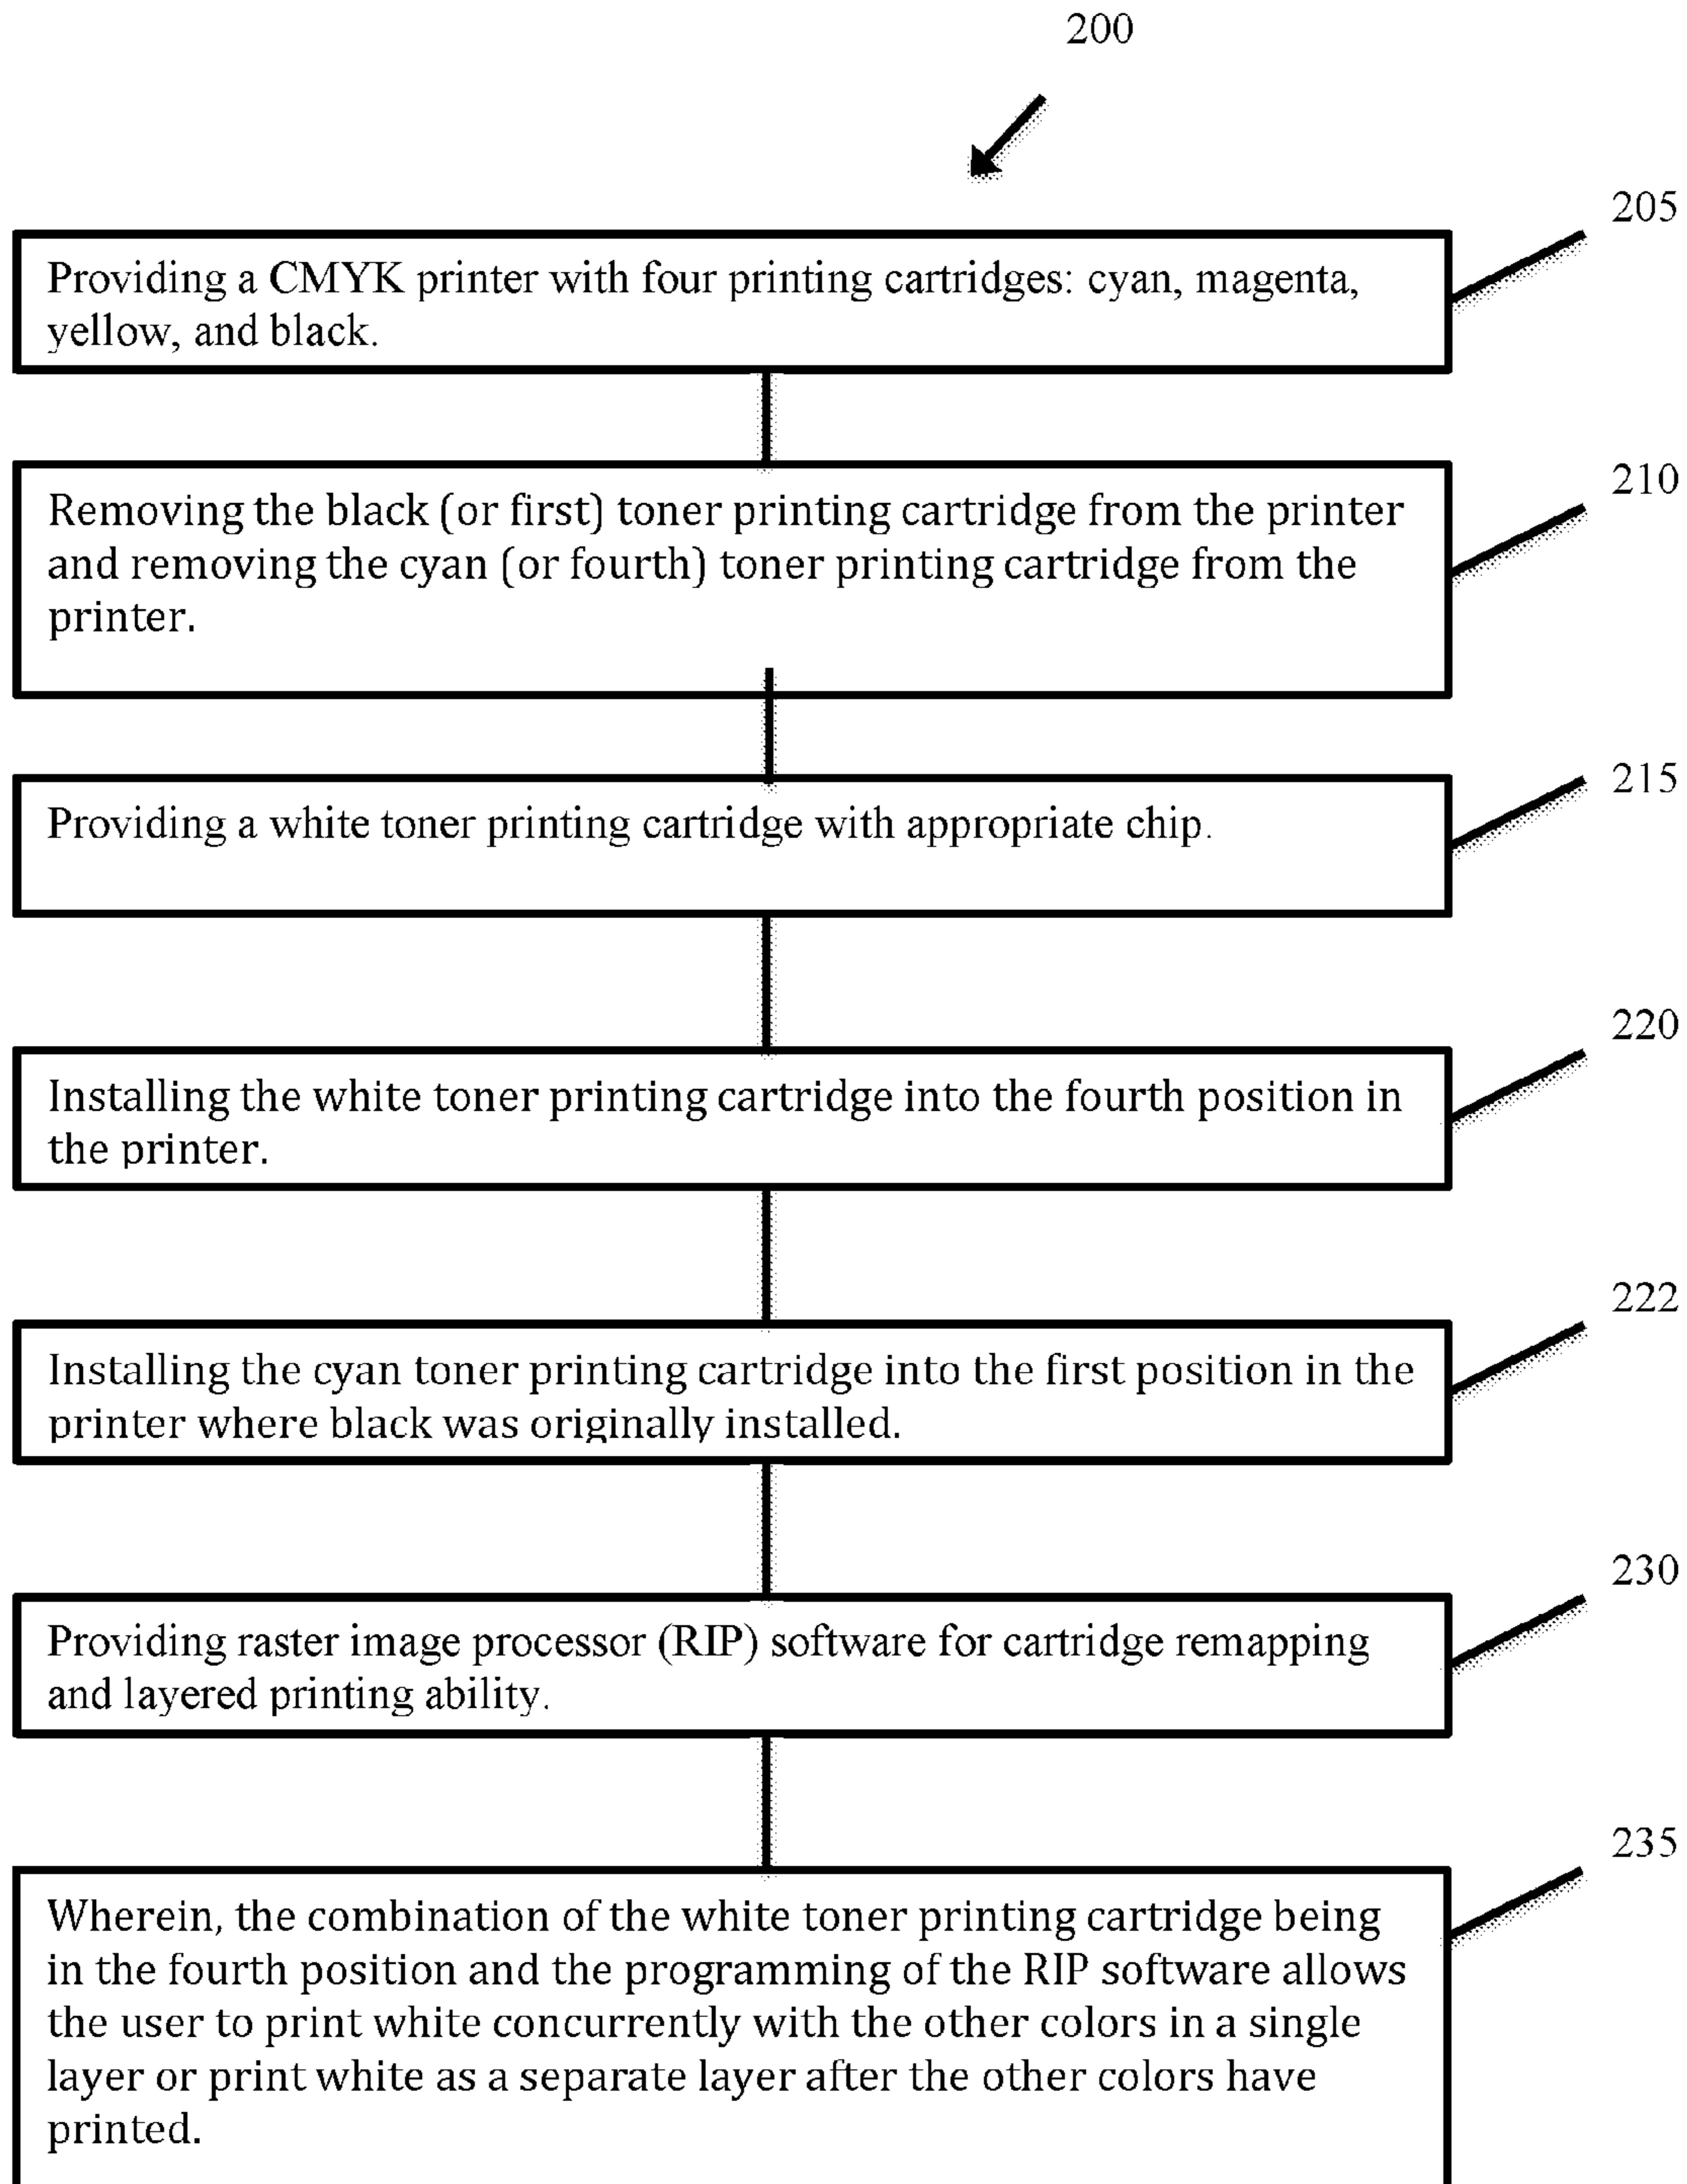 200
205
Providing a CMYK printer with four printing cartridges: cyan, magenta,
yellow, and black.
210
Removing the black (or first) toner printing cartridge from the printer
and removing the cyan (or fourth) toner printing cartridge from the
printer.
215
Providing a white toner printing cartridge with appropriate chip.
220
Installing the white toner printing cartridge into the fourth position in
the printer.
222
Installing the cyan toner printing cartridge into the first position in the
printer where black was originally installed.
230
Providing raster image processor (RIP) software for cartridge remapping
and layered printing ability.
235
Wherein, the combination of the white toner printing cartridge being
in the fourth position and the programming of the RIP software allows
the user to print white concurrently with the other colors in a single
layer or print white as a separate layer after the other colors have
printed.